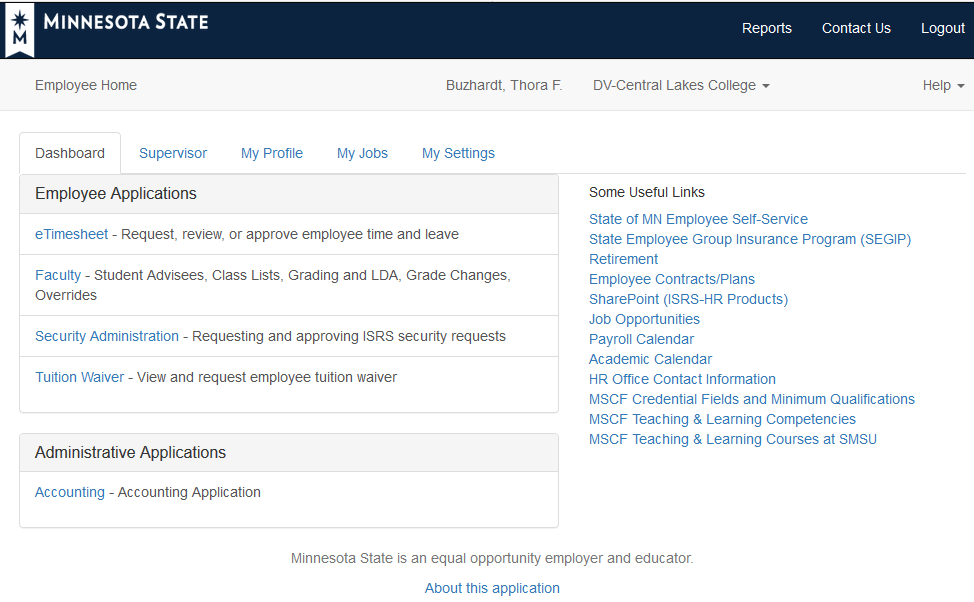 M
MINNESOTA STATE
Reports Contact Us Logout
Employee Home Buzhardt, Thora F. DV-Central Lakes College Help
Dashboard Supervisor My Profile My Jobs My Settings
Employee Applications
eTimesheet - Request, review, or approve employee time and leave
Faculty - Student Advisees, Class Lists, Grading and LDA, Grade Changes,
Overrides
Security Administration - Requesting and approving ISRS security requests
Tuition Waiver - View and request employee tuition waiver
Administrative Applications
Accounting - Accounting Application
Some Useful Links
State of MN Employee Self-Service
State Employee Group Insurance Program (SEGIP)
Retirement
Employee Contracts/Plans
SharePoint (ISRS-HR Products)
Job Opportunities
Payroll Calendar
Academic Calendar
HR Office Contact Information
MSCF Credential Fields and Minimum Qualifications
MSCF Teaching & Learning Competencies
MSCF Teaching & Learning Courses at SMSU
Minnesota State is an equal opportunity employer and educator.
About this application